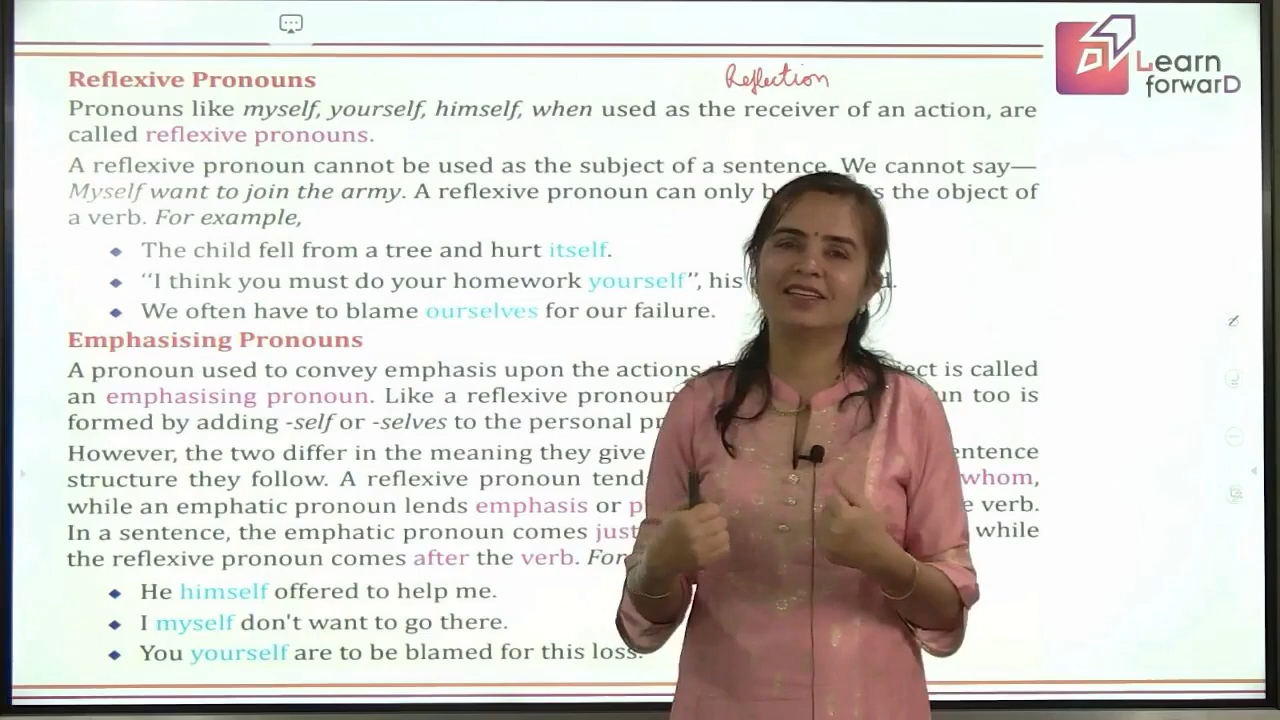 Reflexive Pronouns
Reflection
Learn
forwarD
Pronouns like myself, yourself, himself, when used as the receiver of an action, are
called reflexive pronouns.
A reflexive pronoun cannot be used as the subject of a sentence. We cannot say—
Myself want to join the army. A reflexive pronoun can only s the object of
a verb. For example,
The child fell from a tree and hurt itself.
"I think you must do your homework yourself", his d.
We often have to blame ourselves for our failure.
Emphasising Pronouns
A pronoun used to convey emphasis upon the actions ect is called
an emphasising pronoun. Like a reflexive pronoun un too is
formed by adding -self or -selves to the personal
However, the two differ in the meaning they give entence
structure they follow. A reflexive pronoun tend whom,
while an emphatic pronoun lends emphasis or verb.
In a sentence, the emphatic pronoun comes just while
the reflexive pronoun comes after the verb. For
He himself offered to help me.
I myself don't want to go there.
You yourself are to be blamed for this loss.